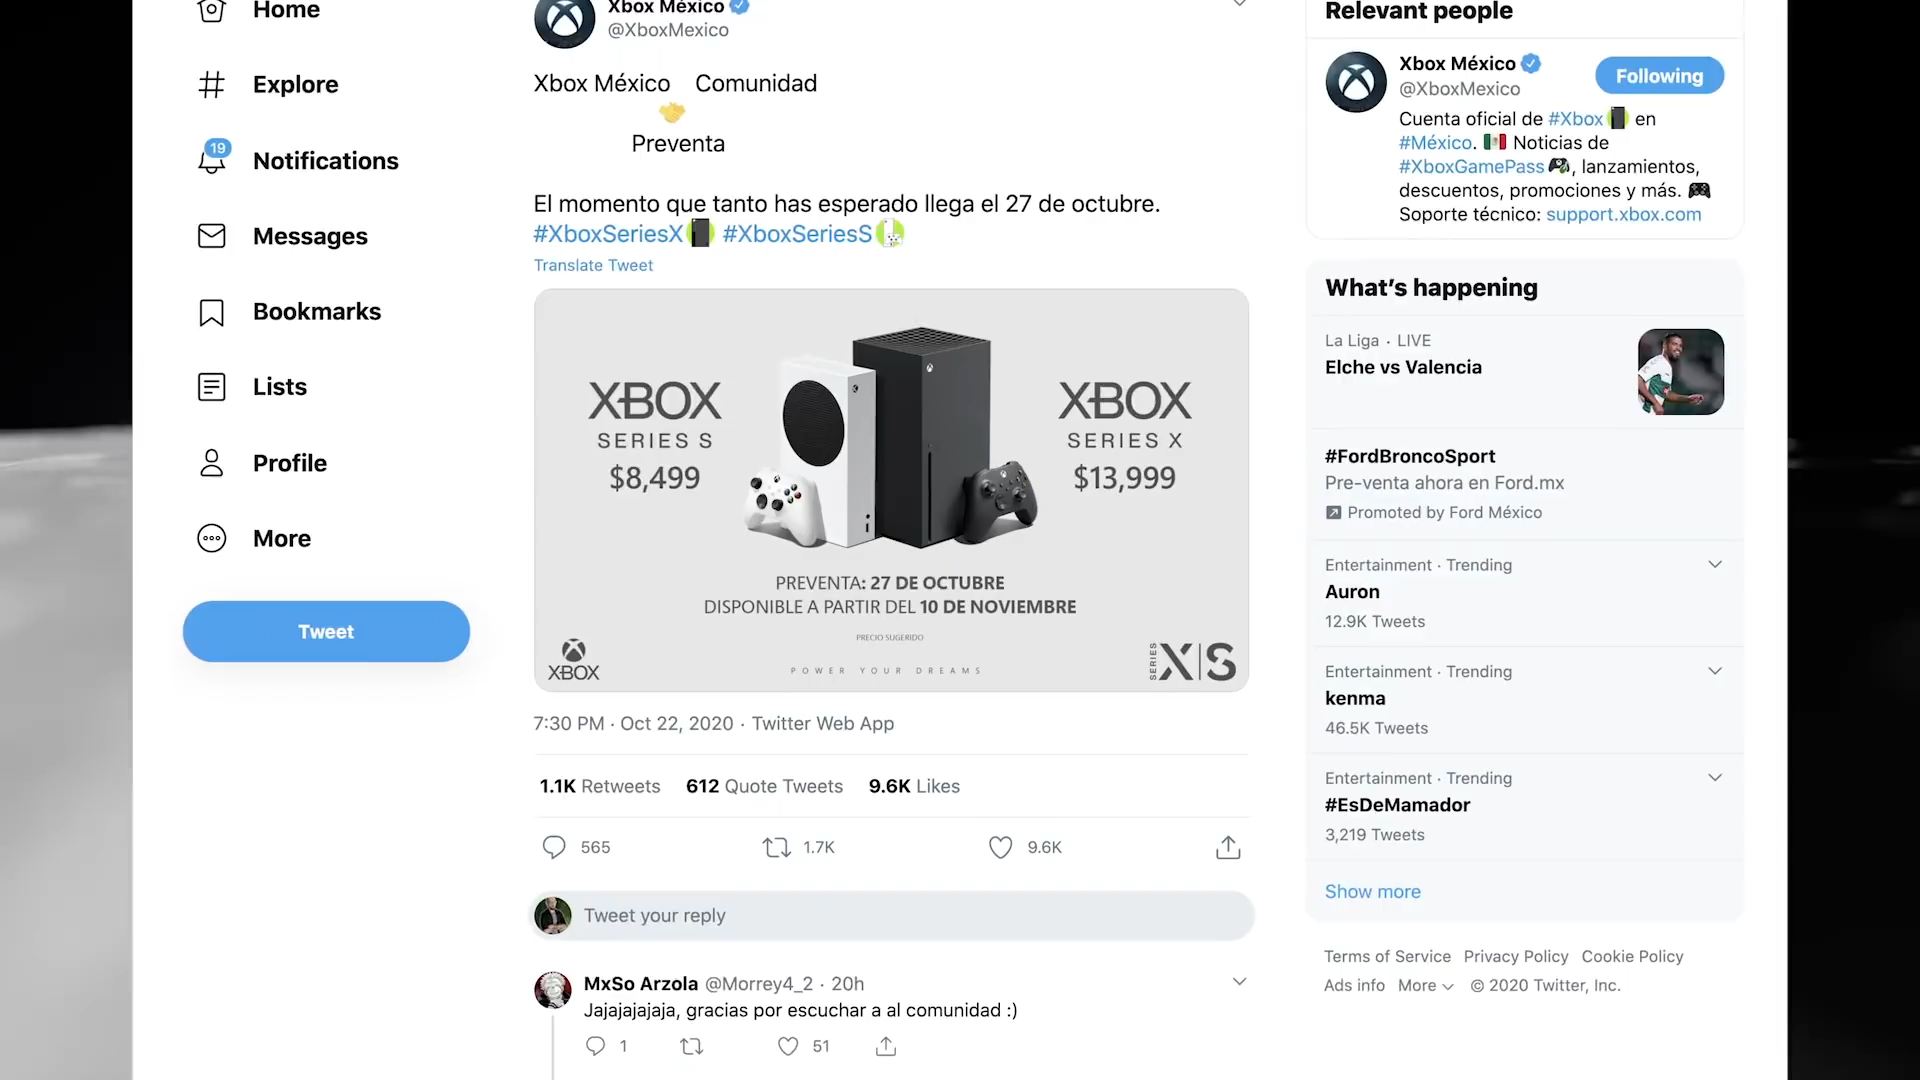 Home
Explore
19
Notifications
Messages
Bookmarks
Lists
Profile
More
Tweet
Xbox México
@XboxMexico
Xbox México Comunidad
Preventa
El momento que tanto has esperado llega el 27 de octubre.
#XboxSeriesX #XboxSeriesS
Translate Tweet
XBOX
SERIES S
$8,499
XBOX
SERIES X
$13,999
PREVENTA: 27 DE OCTUBRE
DISPONIBLE A PARTIR DEL 10 DE NOVIEMBRE
PRECIO SUGERIDO
POWER YOUR DREAMS
XBOX
SERIES X|S
7:30 PM · Oct 22, 2020 · Twitter Web App
1.1K Retweets 612 Quote Tweets 9.6K Likes
565 1.7K 9.6K
Tweet your reply
MxSo Arzola @Morrey4_2 · 20h
Jajajajajaja, gracias por escuchar a al comunidad :)
1 51
Relevant people
Xbox México
@XboxMexico
Following
Cuenta oficial de #Xbox en
#México. Noticias de
#XboxGamePass, lanzamientos,
descuentos, promociones y más.
Soporte técnico: support.xbox.com
What's happening
La Liga · LIVE
Elche vs Valencia
#FordBroncoSport
Pre-venta ahora en Ford.mx
Promoted by Ford México
Entertainment · Trending
Auron
12.9K Tweets
Entertainment · Trending
kenma
46.5K Tweets
Entertainment · Trending
#EsDeMamador
3,219 Tweets
Show more
Terms of Service Privacy Policy Cookie Policy
Ads info More © 2020 Twitter, Inc.